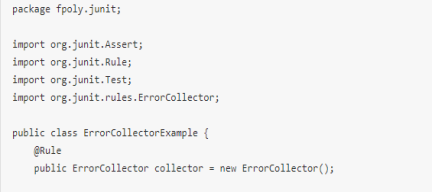 package fpoly.junit;
import org.junit.Assert;
import org.junit.Rule;
import org.junit.Test;
import org.junit.rules.ErrorCollector;
public class ErrorCollectorExample {
@Rule
public ErrorCollector collector = new ErrorCollector();